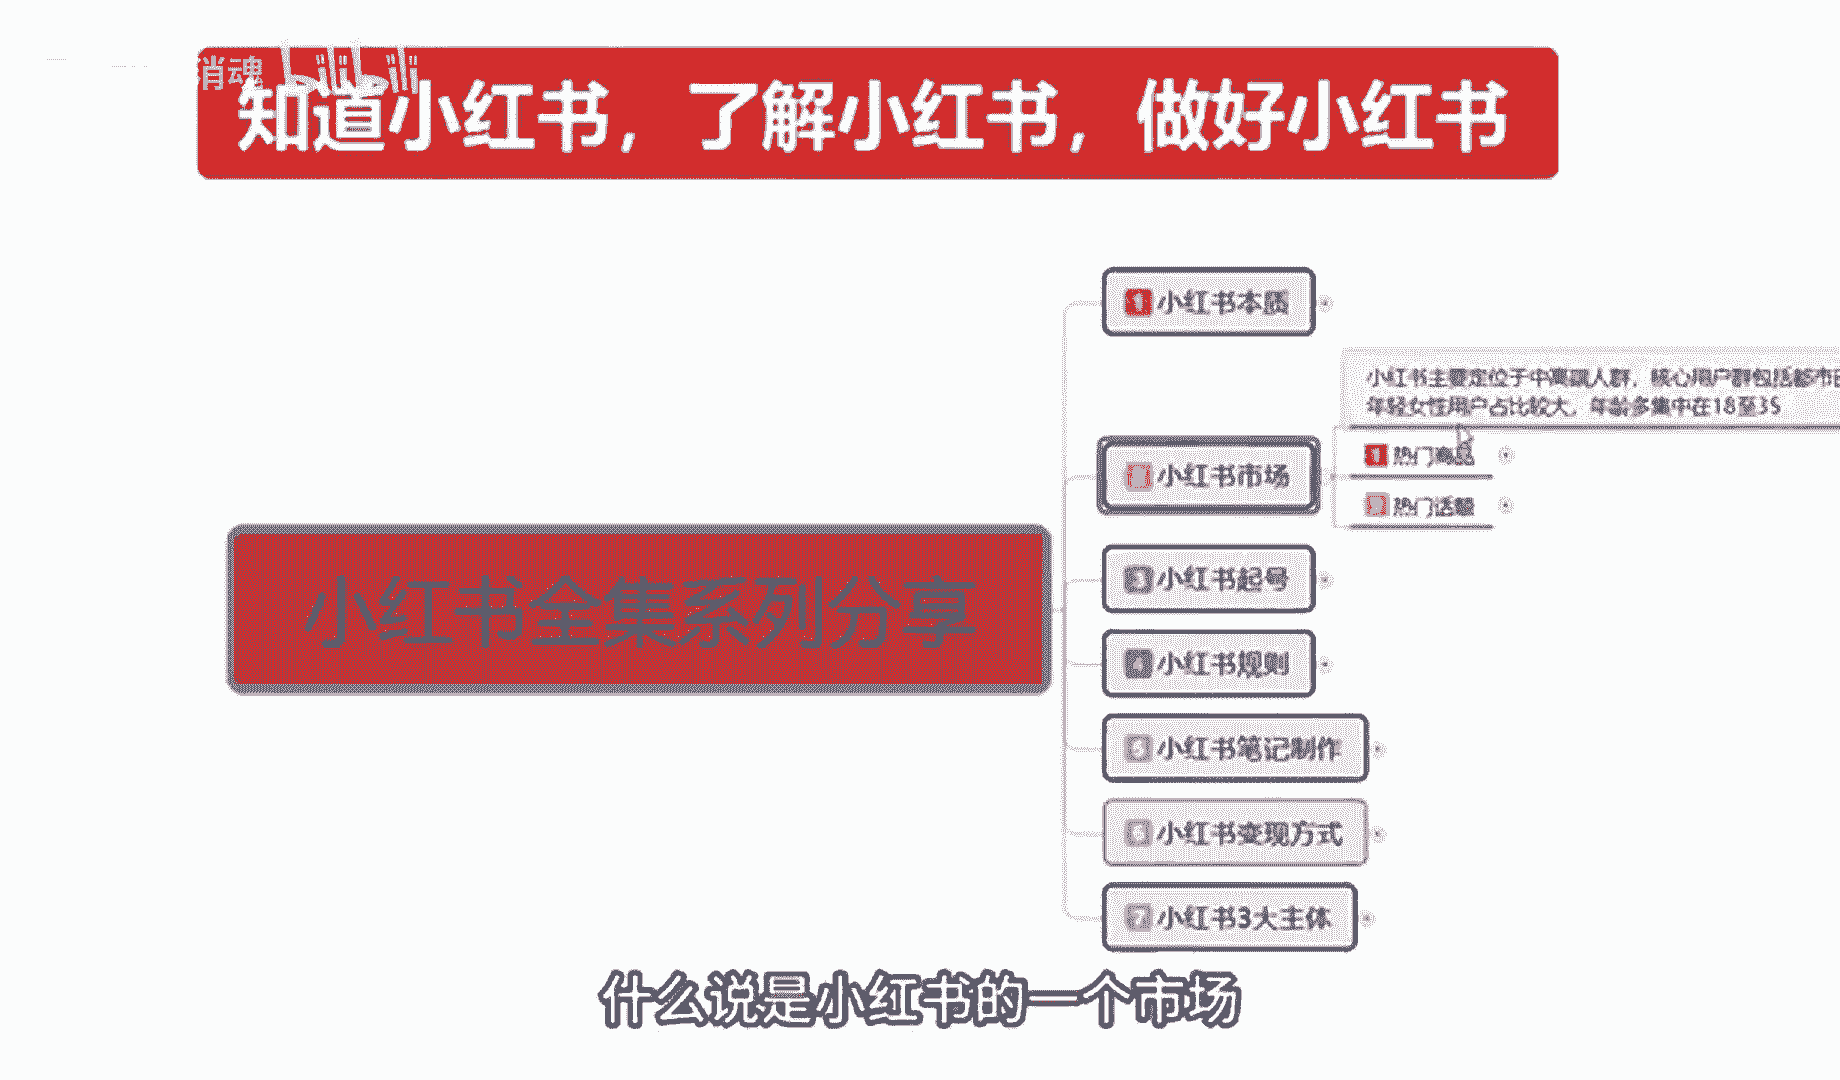 消魂 bilibili
知道小红书，了解小红书，做好小红书
1 小红书本质
小红书主要定位于中高端人群，核心用户群包括都市白
年轻女性用户占比较大，年龄多集中在18至35
小红书市场
1 热门商品
热门话题
小红书全集系列分享
3 小红书起号
4 小红书规则
5 小红书笔记制作
6 小红书变现方式
7 小红书3大主体
什么说是小红书的一个市场